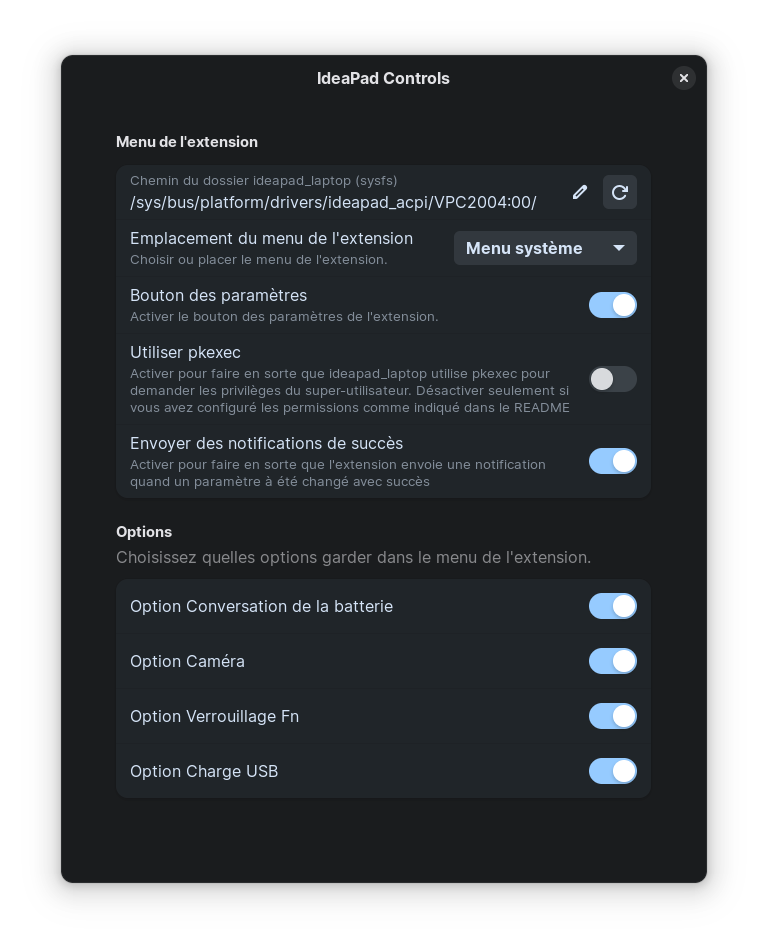 IdeaPad Controls
Menu de l'extension
Chemin du dossier ideapad_laptop (sysfs)
/sys/bus/platform/drivers/ideapad_acpi/VPC2004:00/
Emplacement du menu de l'extension
Choisir ou placer le menu de l'extension.
Menu système
Bouton des paramètres
Activer le bouton des paramètres de l'extension.
Utiliser pkexec
Activer pour faire en sorte que ideapad_laptop utilise pkexec pour
demander les privilèges du super-utilisateur. Désactiver seulement si
vous avez configuré les permissions comme indiqué dans le README
Envoyer des notifications de succès
Activer pour faire en sorte que l'extension envoie une notification
quand un paramètre à été changé avec succès
Options
Choisissez quelles options garder dans le menu de l'extension.
Option Conversation de la batterie
Option Caméra
Option Verrouillage Fn
Option Charge USB